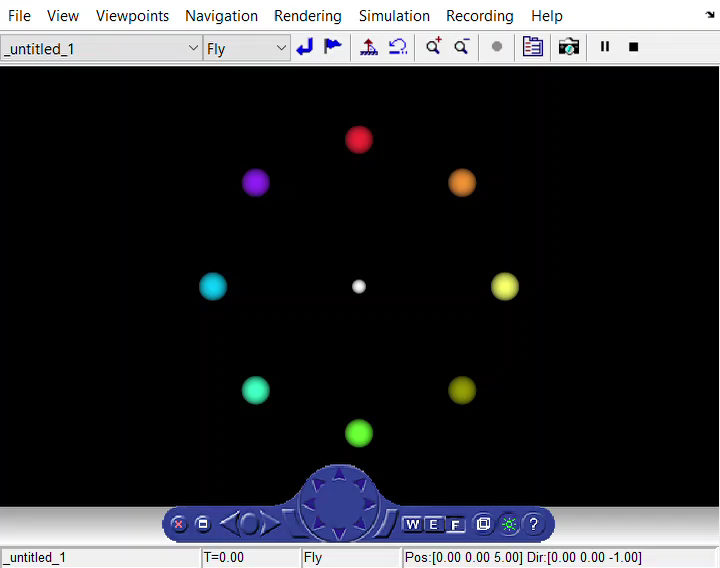 File View Viewpoints Navigation Rendering Simulation Recording Help
_untitled_1 Fly
W E F ?
_untitled_1 T=0.00 Fly Pos:[0.00 0.00 5.00] Dir:[0.00 0.00 -1.00]